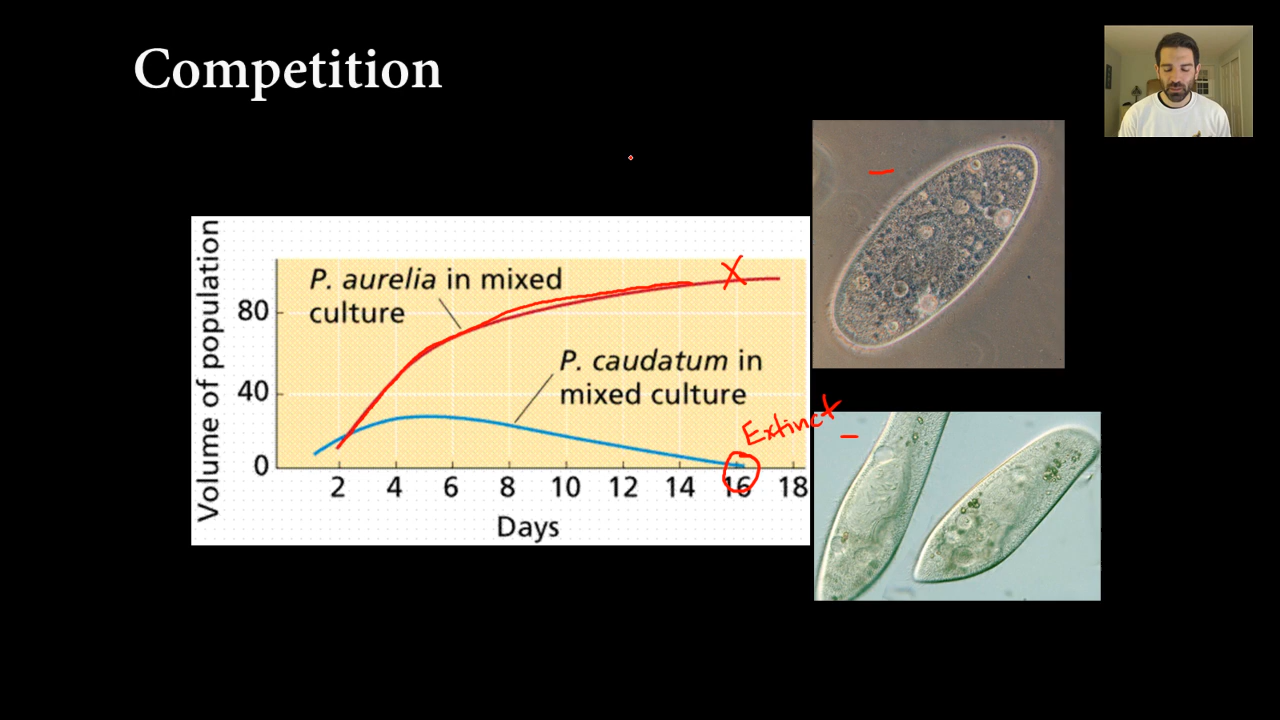 Competition
Volume of population
P. aurelia in mixed
culture
80
P. caudatum in
mixed culture
40
Extinct
0
2 4 6 8 10 12 14 16 18
Days